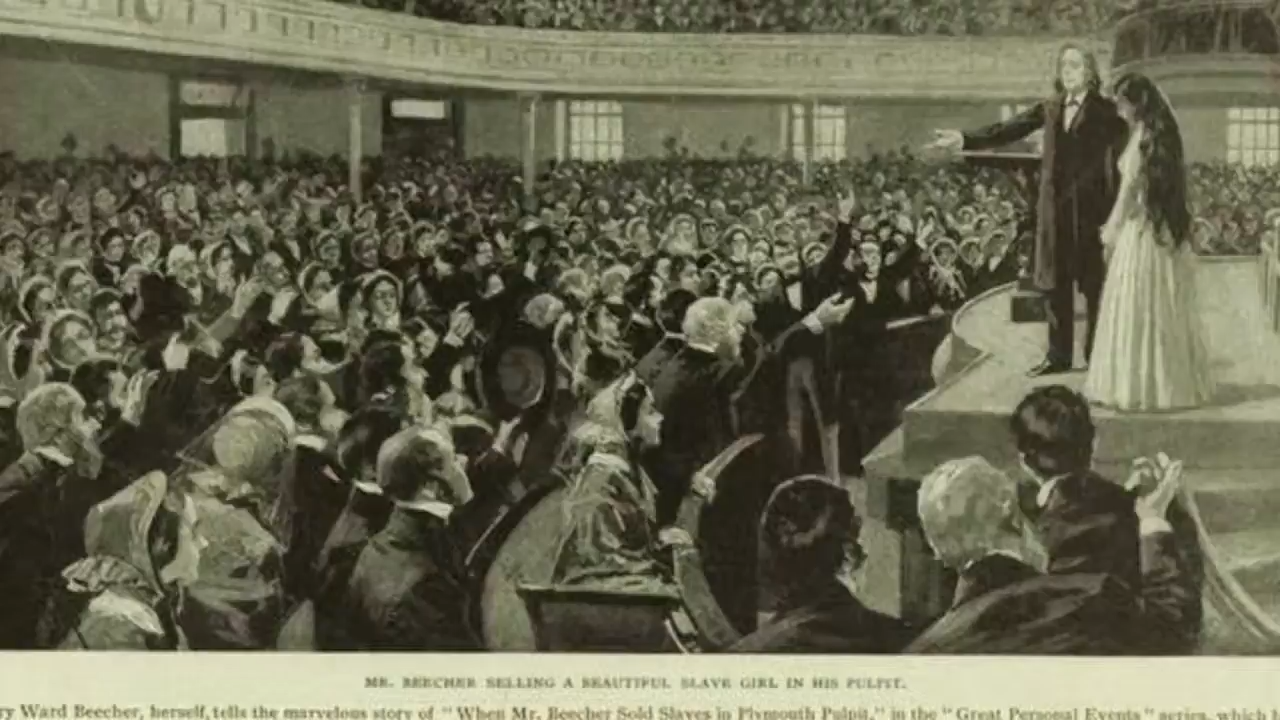 MR. BEECHER SELLING A BEAUTIFUL SLAVE GIRL IN HIS PULPIT.
ry Ward Beecher, herself, tells the marvelous story of "When Mr. Beecher Sold Slaves in Plymouth Pulpit," in the "Great Personal Events" series, which